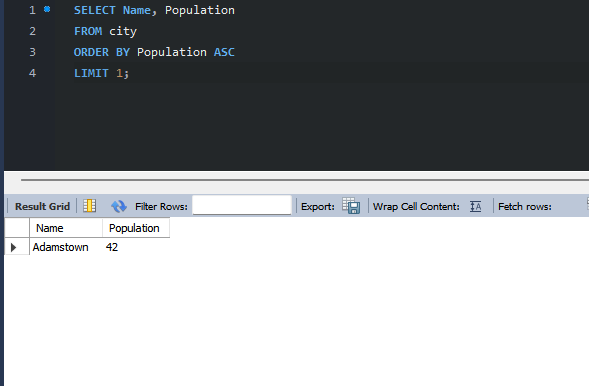 1 SELECT Name, Population
2 FROM city
3 ORDER BY Population ASC
4 LIMIT 1;
Result Grid Filter Rows: Export: Wrap Cell Content: Fetch rows:
Name Population
Adamstown 42